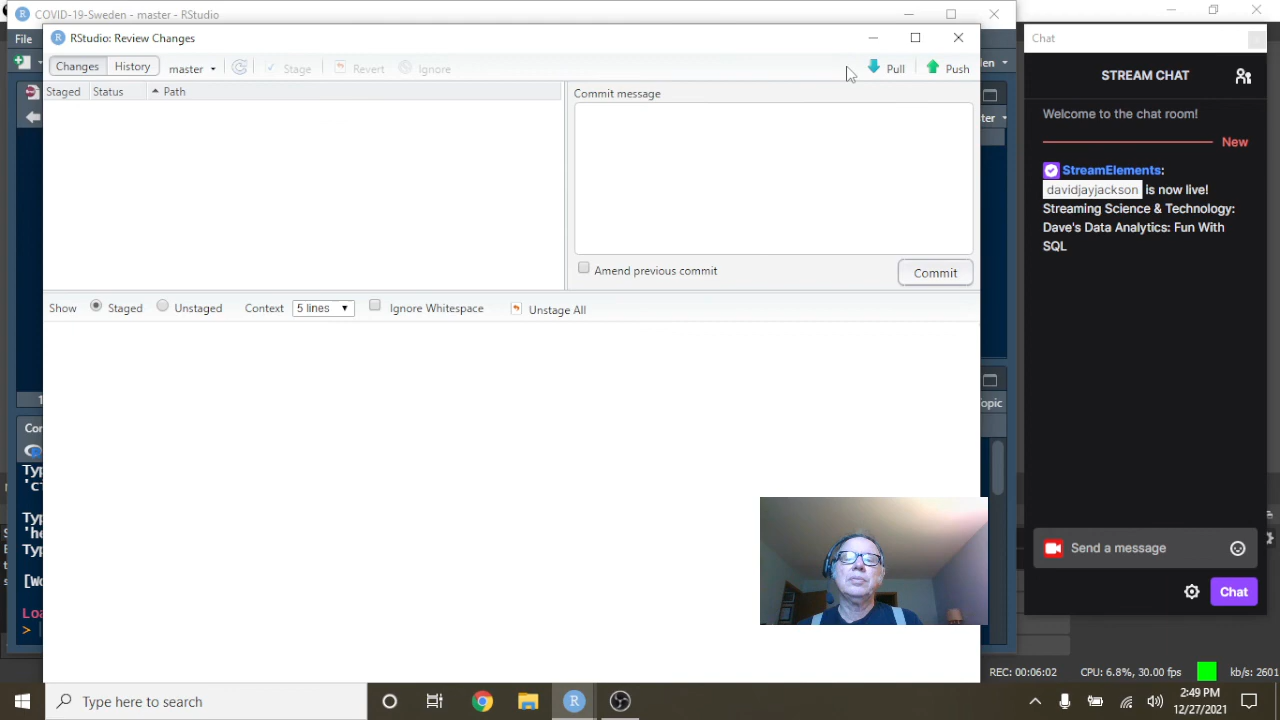 COVID-19-Sweden - master - RStudio
File
RStudio: Review Changes
Changes
History
master
Stage
Revert
Ignore
Pull
Push
Staged
Status
Path
Commit message
Amend previous commit
Commit
Show
Staged
Unstaged
Context
5 lines
Ignore Whitespace
Unstage All
Chat
STREAM CHAT
Welcome to the chat room!
New
StreamElements:
davidjayjackson is now live!
Streaming Science & Technology:
Dave's Data Analytics: Fun With
SQL
Send a message
Chat
REC: 00:06:02
CPU: 6.8%, 30.00 fps
kb/s: 2601
Type here to search
2:49 PM
12/27/2021